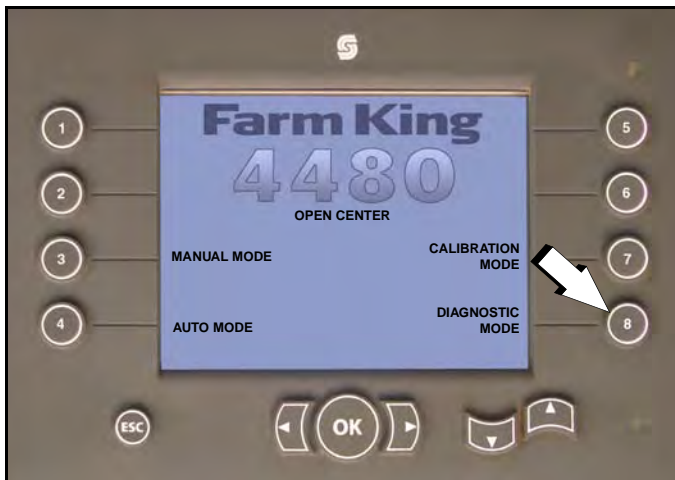 Farm King
4480
OPEN CENTER
1
5
2
6
3
MANUAL MODE
CALIBRATION
MODE
7
4
AUTO MODE
DIAGNOSTIC
MODE
8
ESC
OK